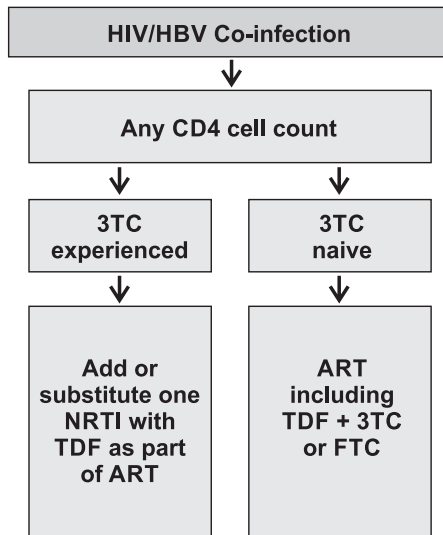 HIV/HBV Co-infection
Any CD4 cell count
3TC
experienced
3TC
naive
Add or
substitute one
NRTI with
TDF as part
of ART
ART
including
TDF + 3TC
or FTC